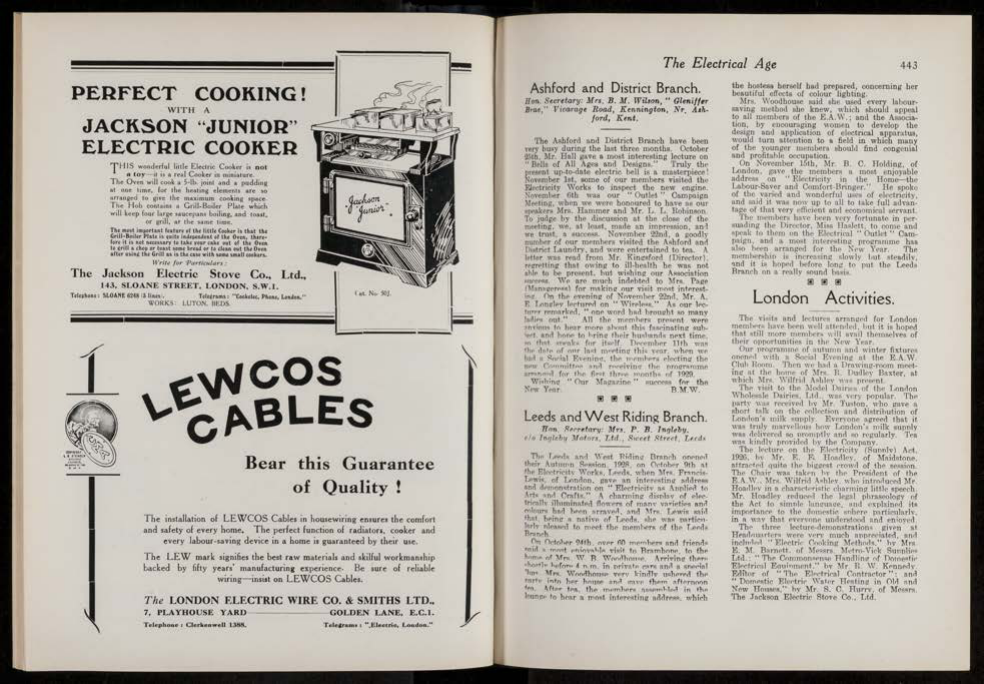 PERFECT COOKING!
WITH A
JACKSON "JUNIOR"
ELECTRIC COOKER
THIS wonderful little Electric Cooker is not
a toy—it is a real Cooker in miniature.
The Oven will cook a 5-lb. joint and a pudding
at one time, for the heating elements are so
arranged to give the maximum cooking space.
The Hob contains a Grill-Boiler Plate which
will keep four large saucepans boiling, and roast,
or grill, at the same time.
The most important feature of the little Cooker is that the
Grill-Boiler Plate is quite independent of the Oven, there-
fore it is not necessary to take your cake out of the Oven
to grill a chop or toast some bread or to clean out the Oven
after using the Grill as is the case with some small cookers.
Write for Particulars:
The Jackson Electric Stove Co., Ltd.,
143, SLOANE STREET, LONDON, S.W.1.
Telephone: SLOANE (3 lines). Telegrams: "Cookeloc, Phone, London."
WORKS: LUTON, BEDS.
Jackson
Junior
Cat. No.
LEWCOS
CABLES
Bear this Guarantee
of Quality !
The installation of LEWCOS Cables in housewiring ensures the comfort
and safety of every home. The perfect function of radiators, cooker and
every labour-saving device in a home is guaranteed by their use.
The LEW mark signifies the best raw materials and skilful workmanship
backed by fifty years' manufacturing experience. Be sure of reliable
wiring—insist on LEWCOS Cables.
The LONDON ELECTRIC WIRE CO. & SMITHS LTD.,
7, PLAYHOUSE YARD GOLDEN LANE, E.C.1.
Telephone: Clerkenwell 1388. Telegrams: "Electric, London."
The Electrical Age 443
Ashford and District Branch.
Hon. Secretary: Mrs. B. M. Wilson, "Gleniffer
Brae," Vicarage Road, Kennington, Nr. Ash-
ford, Kent.
The Ashford and District Branch have been
very busy during the last three months. October
25th, Mr. Hall gave a most interesting lecture on
"Bells of All Ages and Designs." Truly the
present up-to-date electric bell is a masterpiece!
November 1st, some of our members visited the
Electricity Works to inspect the new engine.
November 6th was our "Outlet" Campaign
Meeting, when we were honoured to have as our
speakers Mrs. Hammer and Mr. L. L. Robinson.
To judge by the discussion at the close of the
meeting, we, at least, made an impression, and
we trust, a success. November 22nd, a goodly
number of our members visited the Ashford and
District Laundry, and were entertained to tea. A
letter was read from Mr. Kingsford (Director),
regretting that owing to ill-health he was not
able to be present, but wishing our Association
success. We are much indebted to Mrs. Page
(Manageress) for making our visit most interest-
ing. On the evening of November 22nd, Mr. A.
E. Longley lectured on "Wireless." As our lec-
turer remarked, "one word had brought so many
ladies out." All the members present were
anxious to hear more about this fascinating sub-
ject, and hope to bring their husbands next time,
so that speaks for itself. December 11th was
the date of our last meeting this year, when we
had a Social Evening, the members electing the
new Committee and receiving the programme
arranged for the first three months of 1929.
Wishing "Our Magazine" success for the
New Year. B.M.W.
Leeds and West Riding Branch.
Hon. Secretary: Mrs. P. B. Ingleby,
c/o Ingleby Motors, Ltd., Sweet Street, Leeds
The Leeds and West Riding Branch opened
their Autumn Session, 1928, on October 9th at
the Electricity Works, Leeds, when Mrs. Francis-
Lewis, of London, gave an interesting address
and demonstration on "Electricity as Applied to
Arts and Crafts." A charming display of elec-
trically illuminated flowers of many varieties and
colours had been arrayed, and Mrs. Lewis said
that, being a native of Leeds, she was particu-
larly pleased to meet the members of the Leeds
Branch.
On October 24th, over 60 members and friends
paid a most enjoyable visit to Bramhope, to the
home of Mrs. W. B. Woodhouse. Arriving there
shortly before 4 p.m. in private cars and a special
'bus, Mrs. Woodhouse very kindly ushered the
party into her house and gave them afternoon
tea. After tea, the members assembled in the
lounge to hear a most interesting address, which
the hostess herself had prepared, concerning her
beautiful effects of colour lighting.
Mrs. Woodhouse said she used every labour-
saving method she knew, which should appeal
to all members of the E.A.W.; and the Associa-
tion, by encouraging women to develop the
design and application of electrical apparatus,
would turn attention to a field in which many
of the younger members should find congenial
and profitable occupation.
On November 15th, Mr. B. C. Holding, of
London, gave the members a most enjoyable
address on "Electricity in the Home—the
Labour-Saver and Comfort-Bringer." He spoke
of the varied and wonderful uses of electricity,
and said it was now up to all to take full advan-
tage of that very efficient and economical servant.
The members have been very fortunate in per-
suading the Director, Miss Haslett, to come and
speak to them on the Electrical "Outlet" Cam-
paign, and a most interesting programme has
also been arranged for the New Year. The
membership is increasing slowly but steadily,
and it is hoped before long to put the Leeds
Branch on a really sound basis.
London Activities.
The visits and lectures arranged for London
members have been well attended, but it is hoped
that still more members will avail themselves of
their opportunities in the New Year.
Our programme of autumn and winter fixtures
opened with a Social Evening at the E.A.W.
Club Room. Then we had a Drawing-room meet-
ing at the home of Mrs. R. Dudley Baxter, at
which Mrs. Wilfrid Ashley was present.
The visit to the Model Dairies of the London
Wholesale Dairies, Ltd., was very popular. The
party was received by Mr. Tuston, who gave a
short talk on the collection and distribution of
London's milk supply. Everyone agreed that it
was truly marvellous how London's milk supply
was delivered so promptly and so regularly. Tea
was kindly provided by the Company.
The lecture on the Electricity (Supply) Act,
1926, by Mr. E. E. Hoadley, of Maidstone,
attracted quite the biggest crowd of the session.
The Chair was taken by the President of the
E.A.W., Mrs. Wilfrid Ashley, who introduced Mr.
Hoadley in a characteristic charming little speech.
Mr. Hoadley reduced the legal phraseology of
the Act to simple language, and explained its
importance to the domestic sphere particularly,
in a way that everyone understood and enjoyed.
The three lecture-demonstrations given at
Headquarters were very much appreciated, and
included "Electric Cooking Methods," by Mrs.
E. M. Barnett, of Messrs. Metro-Vick Supplies
Ltd.; "The Commonsense Handling of Domestic
Electrical Equipment," by Mr. R. W. Kennedy,
Editor of "The Electrical Contractor"; and
"Domestic Electric Water Heating in Old and
New Houses," by Mr. S. C. Hurry, of Messrs.
The Jackson Electric Stove Co., Ltd.